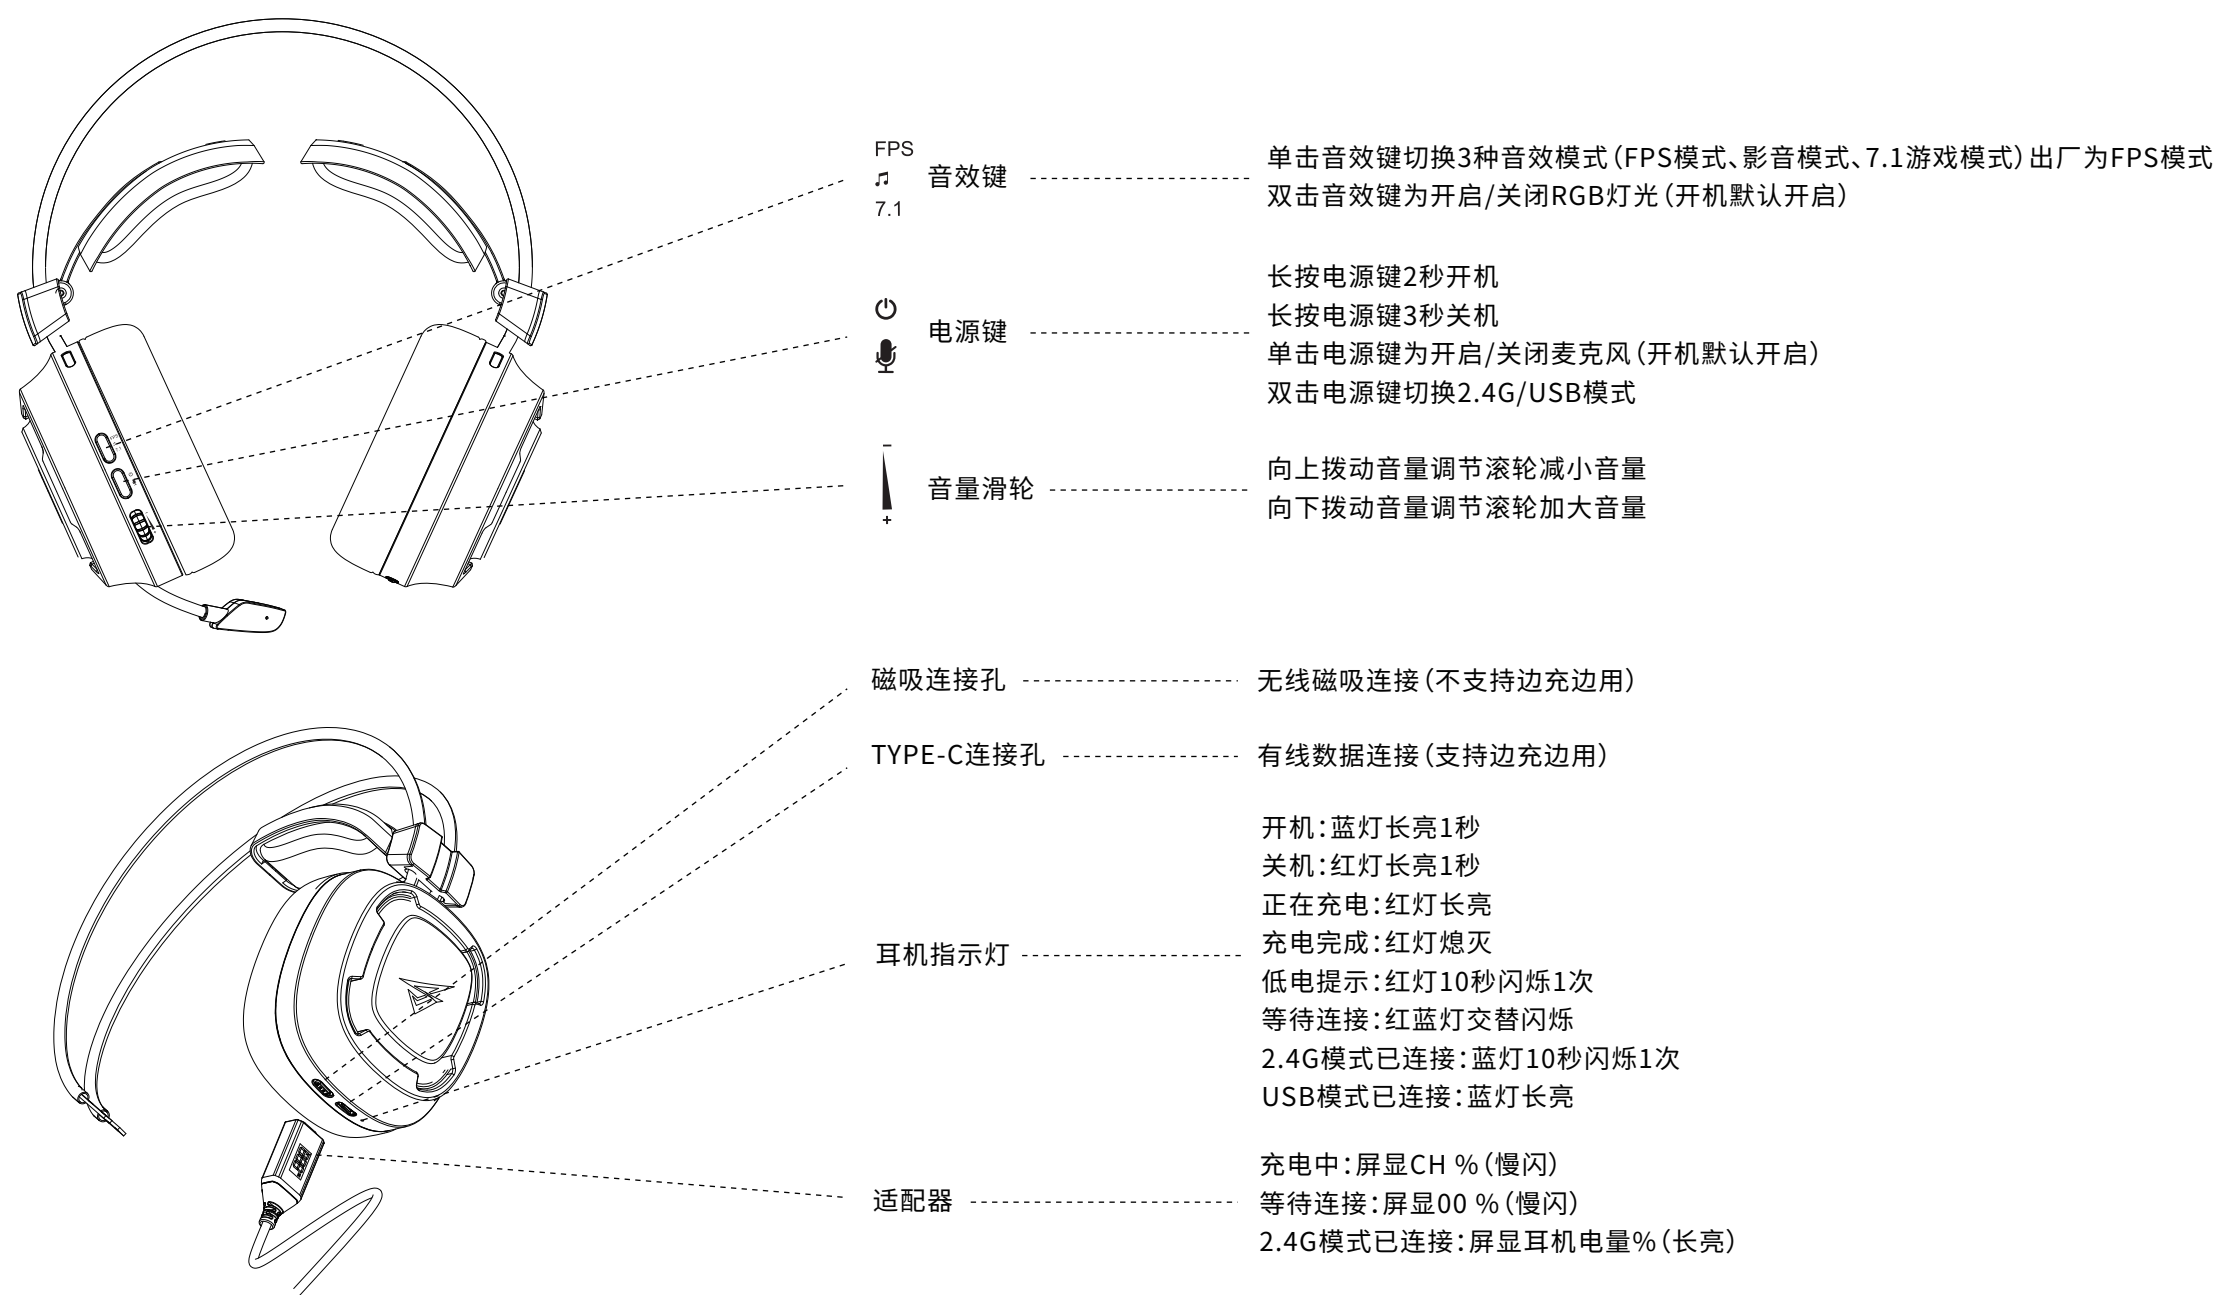 FPS
♫
7.1
音效键
单击音效键切换3种音效模式（FPS模式、影音模式、7.1游戏模式）出厂为FPS模式
双击音效键为开启/关闭RGB灯光（开机默认开启）
电源键
长按电源键2秒开机
长按电源键3秒关机
单击电源键为开启/关闭麦克风（开机默认开启）
双击电源键切换2.4G/USB模式
−
+
音量滑轮
向上拨动音量调节滚轮减小音量
向下拨动音量调节滚轮加大音量
磁吸连接孔
无线磁吸连接（不支持边充边用）
TYPE-C连接孔
有线数据连接（支持边充边用）
耳机指示灯
开机：蓝灯长亮1秒
关机：红灯长亮1秒
正在充电：红灯长亮
充电完成：红灯熄灭
低电提示：红灯10秒闪烁1次
等待连接：红蓝灯交替闪烁
2.4G模式已连接：蓝灯10秒闪烁1次
USB模式已连接：蓝灯长亮
适配器
充电中：屏显CH %（慢闪）
等待连接：屏显00 %（慢闪）
2.4G模式已连接：屏显耳机电量%（长亮）